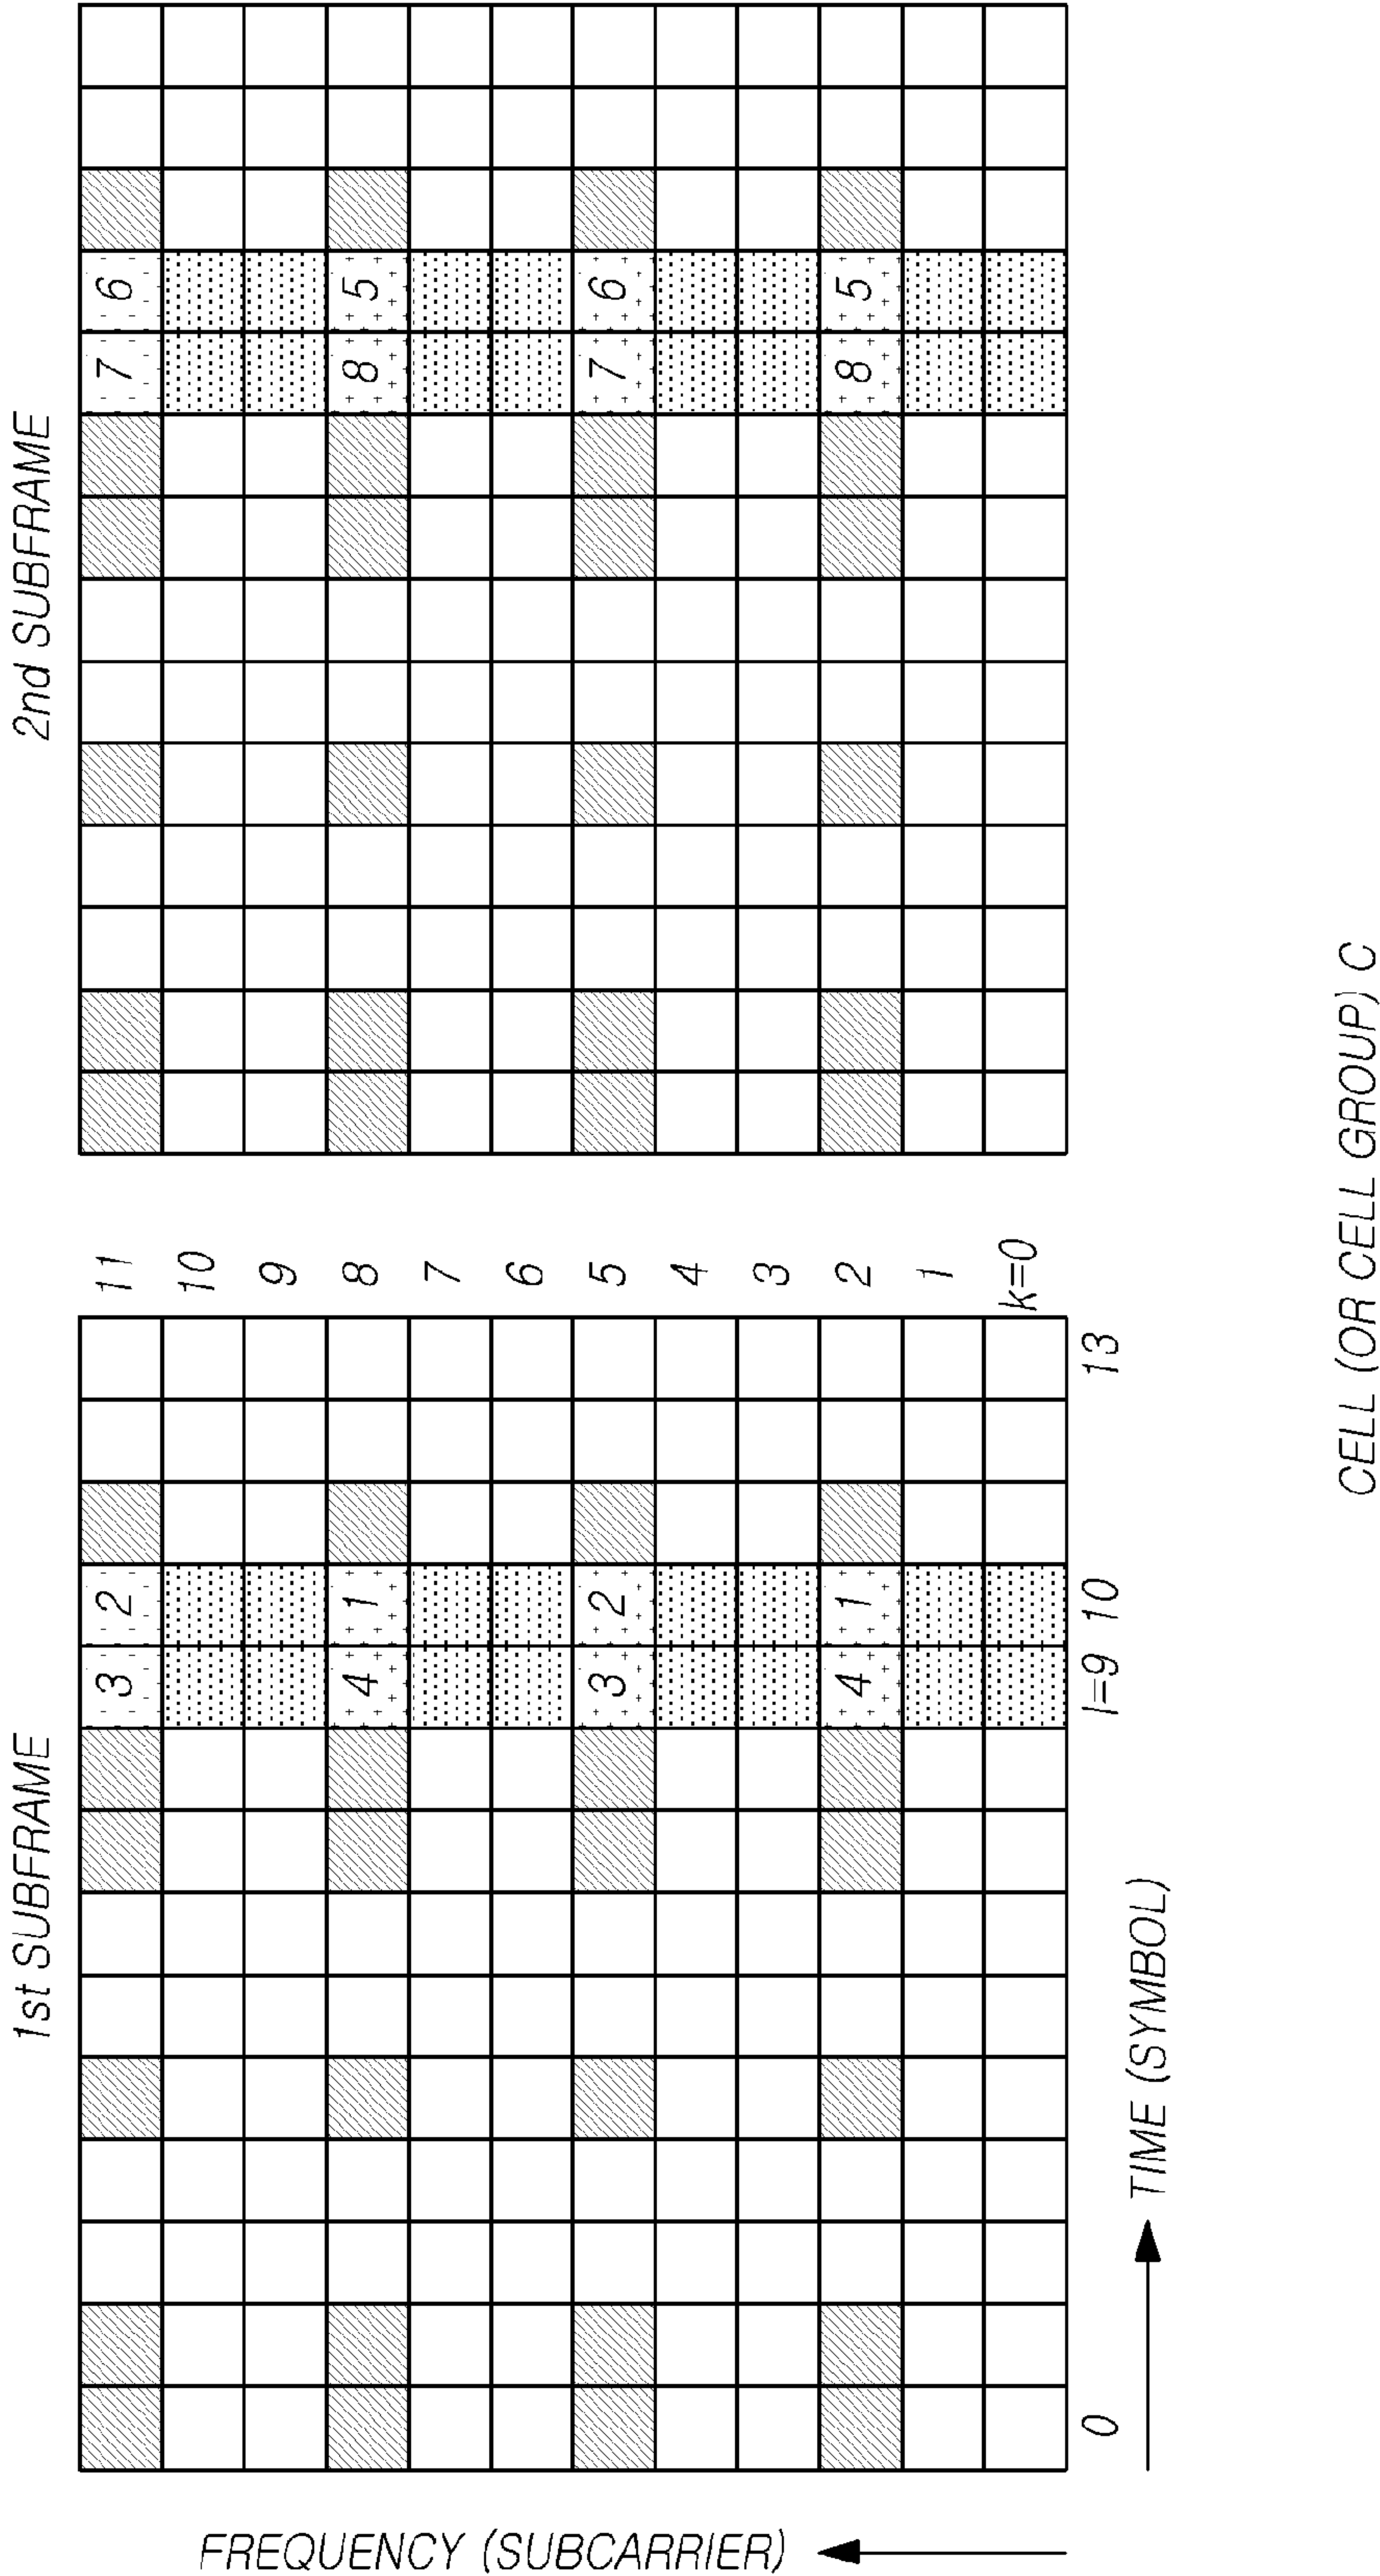 1st SUBFRAME
2nd SUBFRAME
FREQUENCY (SUBCARRIER)
3 2 11 7 6
10
9
4 1 8 8 5
7
6
3 2 5 7 6
4
3
4 1 2 8 5
1
k=0
0 l=9 10 13
TIME (SYMBOL)
CELL (OR CELL GROUP) C